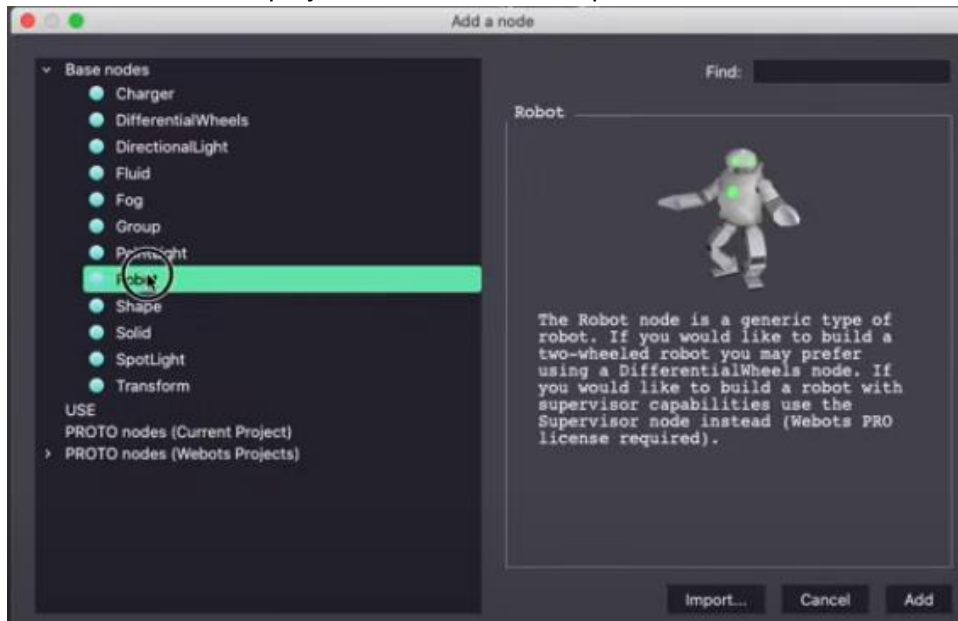 Add a node
Base nodes
Charger
DifferentialWheels
DirectionalLight
Fluid
Fog
Group
PointLight
Robot
Shape
Solid
SpotLight
Transform
USE
PROTO nodes (Current Project)
PROTO nodes (Webots Projects)
Find:
Robot
The Robot node is a generic type of
robot. If you would like to build a
two-wheeled robot you may prefer
using a DifferentialWheels node. If
you would like to build a robot with
supervisor capabilities use the
Supervisor node instead (Webots PRO
license required).
Import...
Cancel
Add